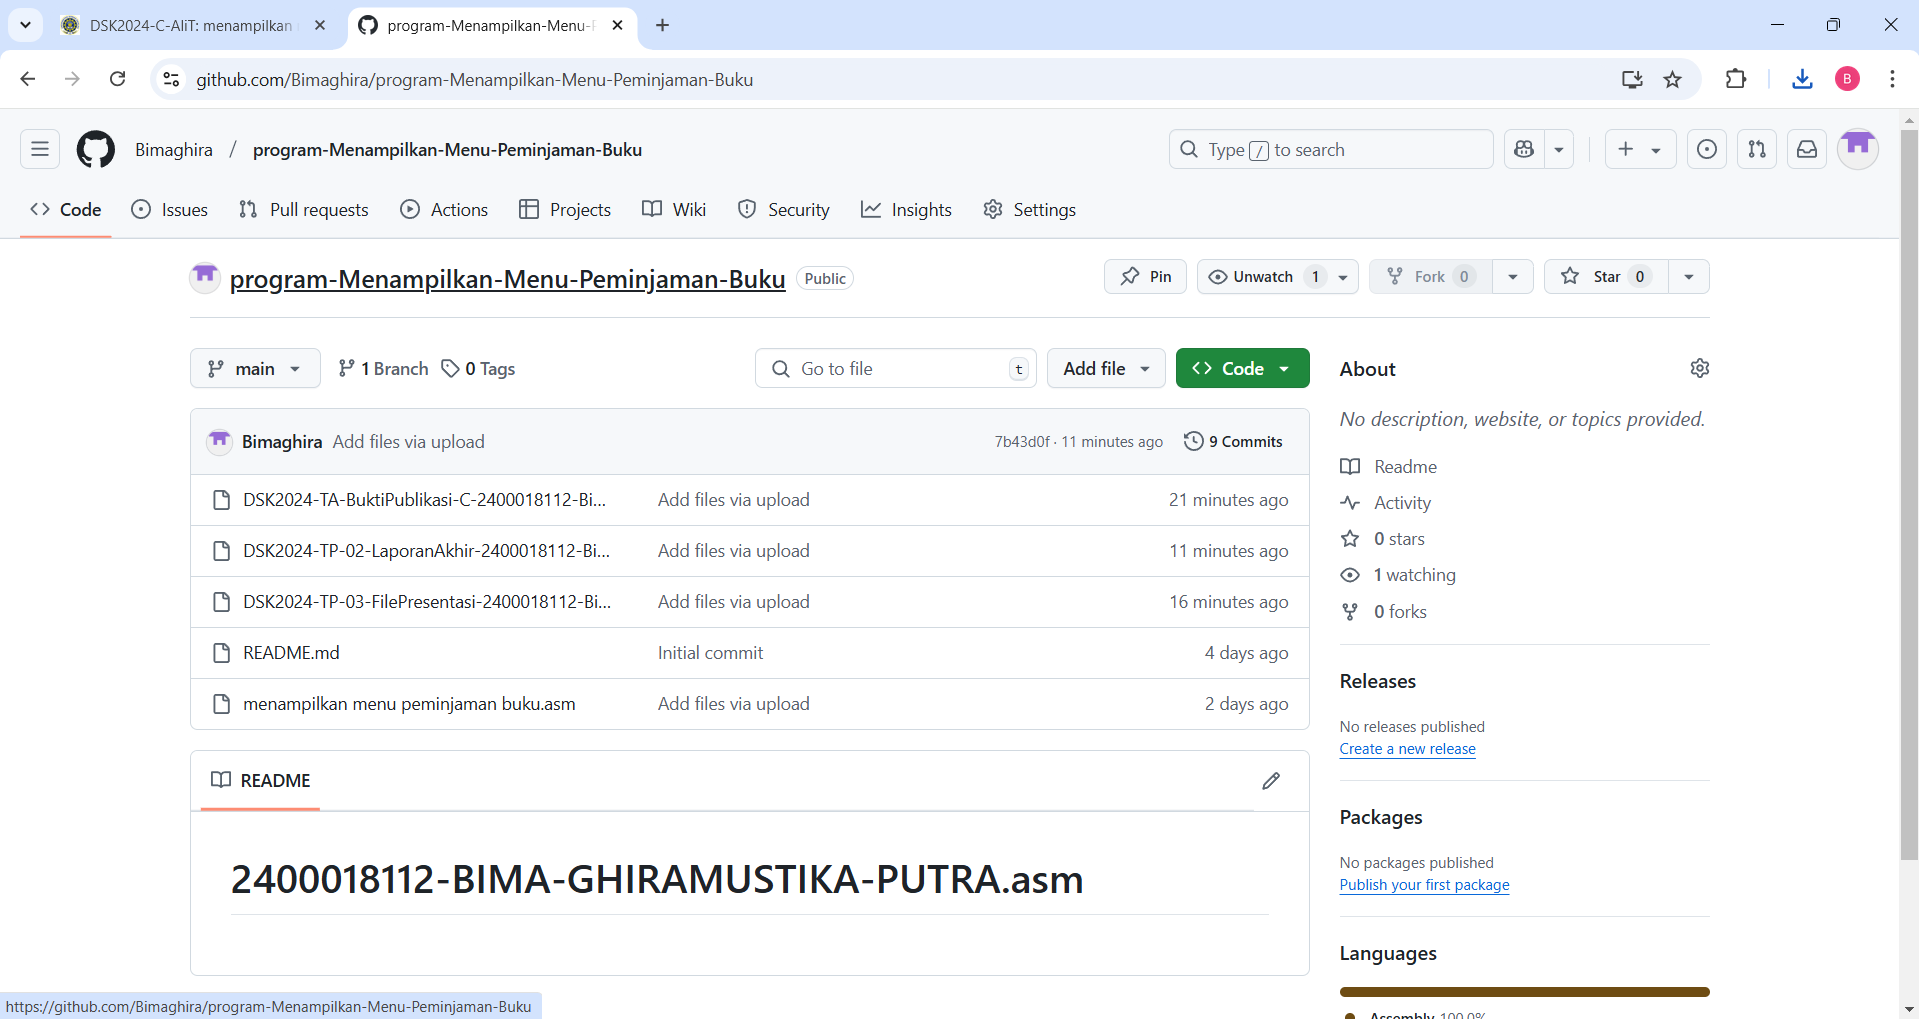 DSK2024-C-AliT: menampilkan
program-Menampilkan-Menu-P
github.com/Bimaghira/program-Menampilkan-Menu-Peminjaman-Buku
B
Bimaghira / program-Menampilkan-Menu-Peminjaman-Buku
Type / to search
Code Issues Pull requests Actions Projects Wiki Security Insights Settings
program-Menampilkan-Menu-Peminjaman-Buku Public
Pin Unwatch 1 Fork 0 Star 0
main 1 Branch 0 Tags Go to file t Add file Code
Bimaghira Add files via upload 7b43d0f · 11 minutes ago 9 Commits
DSK2024-TA-BuktiPublikasi-C-2400018112-Bi... Add files via upload 21 minutes ago
DSK2024-TP-02-LaporanAkhir-2400018112-Bi... Add files via upload 11 minutes ago
DSK2024-TP-03-FilePresentasi-2400018112-Bi... Add files via upload 16 minutes ago
README.md Initial commit 4 days ago
menampilkan menu peminjaman buku.asm Add files via upload 2 days ago
README
2400018112-BIMA-GHIRAMUSTIKA-PUTRA.asm
About
No description, website, or topics provided.
Readme
Activity
0 stars
1 watching
0 forks
Releases
No releases published
Create a new release
Packages
No packages published
Publish your first package
Languages
Assembly 100.0%
https://github.com/Bimaghira/program-Menampilkan-Menu-Peminjaman-Buku